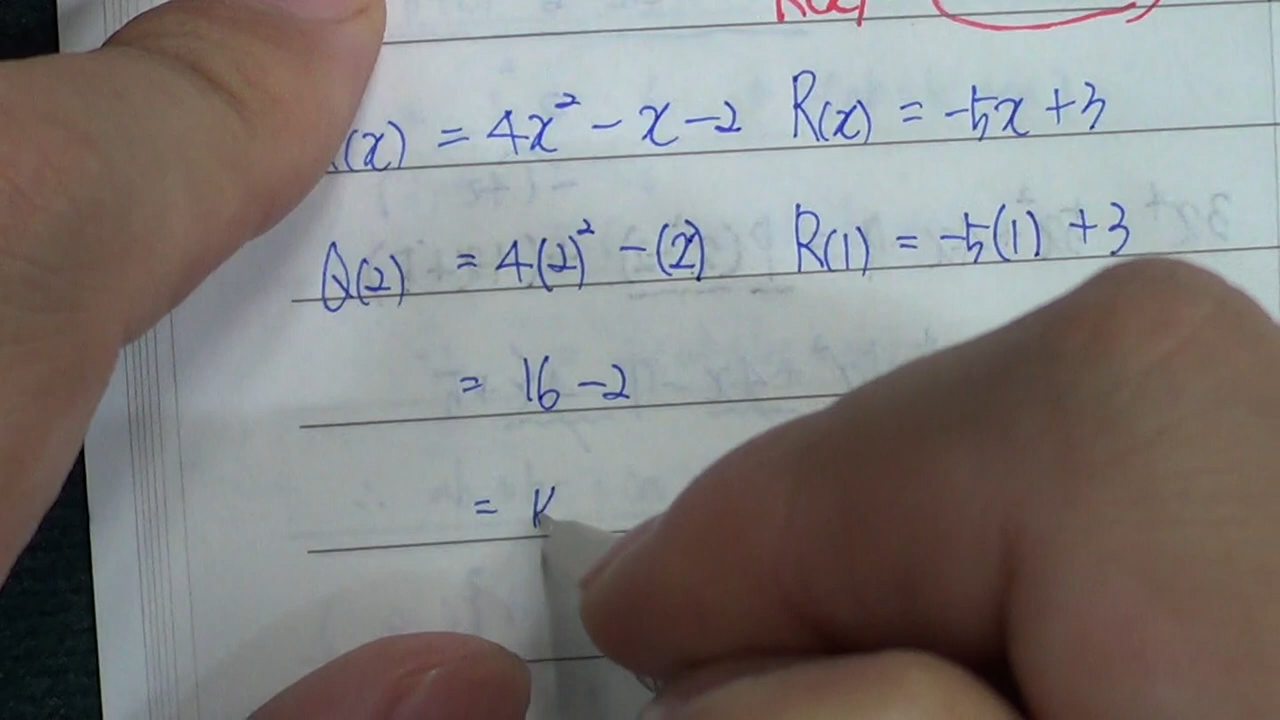 (x) = 4x² - x - 2 R(x) = -5x + 3
Q(2) = 4(2)² - (2) R(1) = -5(1) + 3
= 16 - 2
=